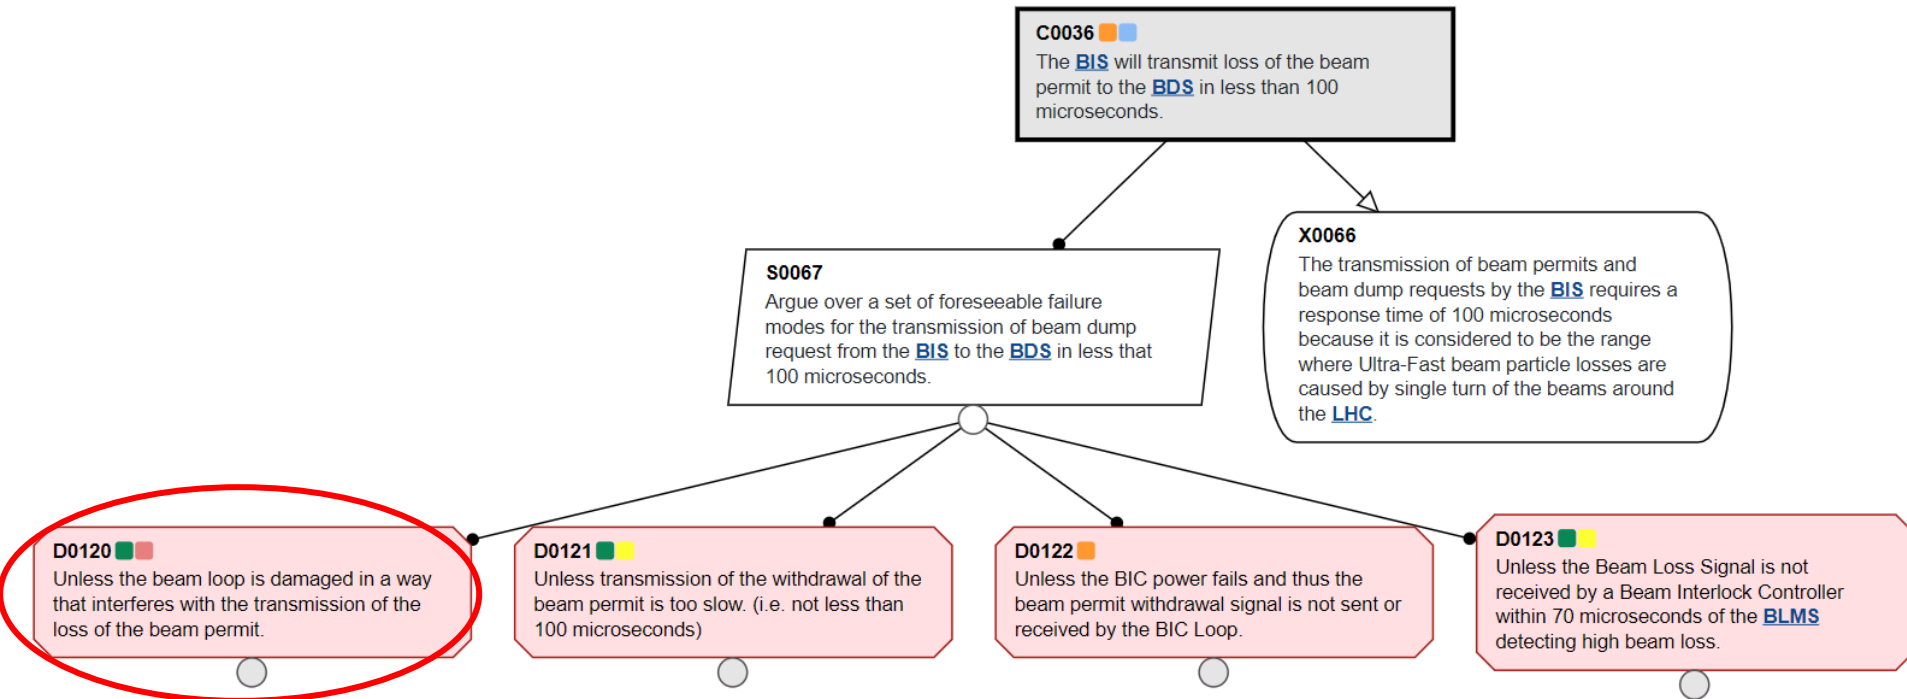 C0036
The BIS will transmit loss of the beam
permit to the BDS in less than 100
microseconds.
S0067
Argue over a set of foreseeable failure
modes for the transmission of beam dump
request from the BIS to the BDS in less that
100 microseconds.
X0066
The transmission of beam permits and
beam dump requests by the BIS requires a
response time of 100 microseconds
because it is considered to be the range
where Ultra-Fast beam particle losses are
caused by single turn of the beams around
the LHC.
D0120
Unless the beam loop is damaged in a way
that interferes with the transmission of the
loss of the beam permit.
D0121
Unless transmission of the withdrawal of the
beam permit is too slow. (i.e. not less than
100 microseconds)
D0122
Unless the BIC power fails and thus the
beam permit withdrawal signal is not sent or
received by the BIC Loop.
D0123
Unless the Beam Loss Signal is not
received by a Beam Interlock Controller
within 70 microseconds of the BLMS
detecting high beam loss.